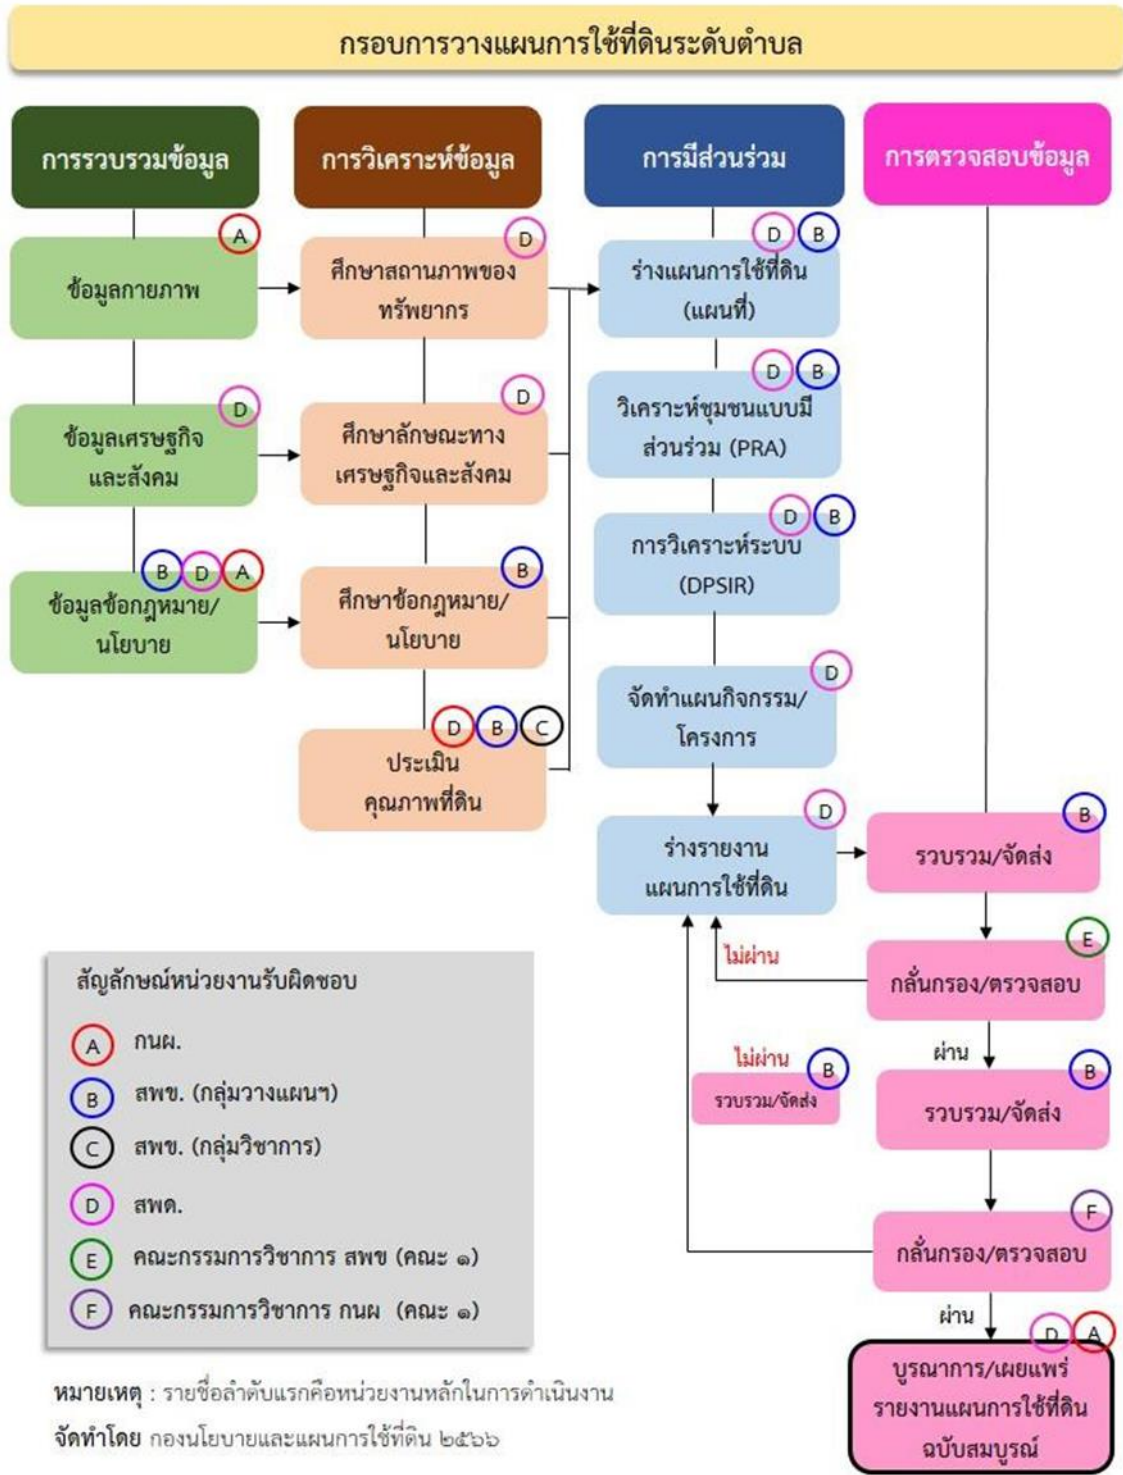 กรอบการวางแผนการใช้ที่ดินระดับตำบล
การรวบรวมข้อมูล
A
ข้อมูลกายภาพ
D
ข้อมูลเศรษฐกิจ
และสังคม
B D A
ข้อมูลข้อกฎหมาย/
นโยบาย
การวิเคราะห์ข้อมูล
D
ศึกษาสถานภาพของ
ทรัพยากร
D
ศึกษาลักษณะทาง
เศรษฐกิจและสังคม
B
ศึกษาข้อกฎหมาย/
นโยบาย
D B C
ประเมิน
คุณภาพที่ดิน
การมีส่วนร่วม
D B
ร่างแผนการใช้ที่ดิน
(แผนที่)
D B
วิเคราะห์ชุมชนแบบมี
ส่วนร่วม (PRA)
D B
การวิเคราะห์ระบบ
(DPSIR)
D
จัดทำแผนกิจกรรม/
โครงการ
D
ร่างรายงาน
แผนการใช้ที่ดิน
การตรวจสอบข้อมูล
B
รวบรวม/จัดส่ง
E
กลั่นกรอง/ตรวจสอบ
ไม่ผ่าน
ผ่าน
B
รวบรวม/จัดส่ง
ไม่ผ่าน
B
รวบรวม/จัดส่ง
F
กลั่นกรอง/ตรวจสอบ
ผ่าน
D A
บูรณาการ/เผยแพร่
รายงานแผนการใช้ที่ดิน
ฉบับสมบูรณ์
สัญลักษณ์หน่วยงานรับผิดชอบ
A กนผ.
B สพข. (กลุ่มวางแผนฯ)
C สพข. (กลุ่มวิชาการ)
D สพด.
E คณะกรรมการวิชาการ สพข (คณะ ๑)
F คณะกรรมการวิชาการ กนผ (คณะ ๑)
หมายเหตุ : รายชื่อลำดับแรกคือหน่วยงานหลักในการดำเนินงาน
จัดทำโดย กองนโยบายและแผนการใช้ที่ดิน ๒๕๖๖